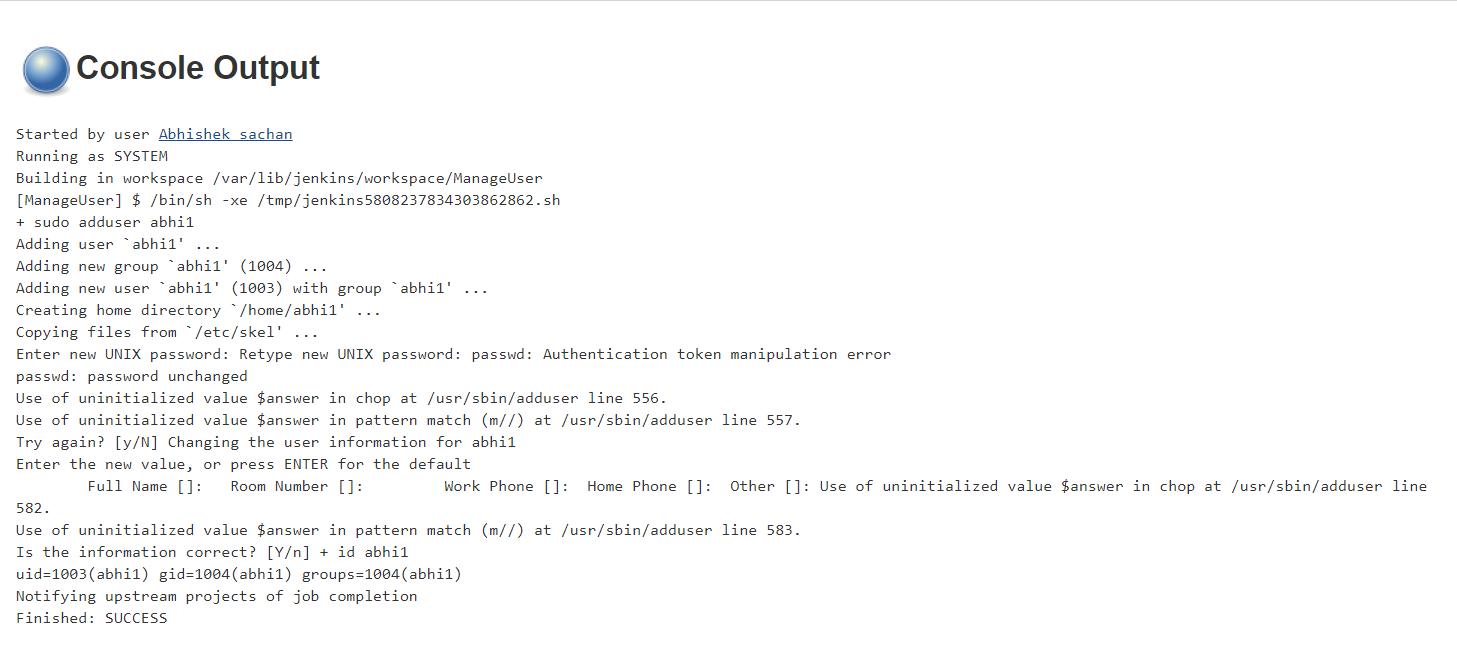 Console Output
Started by user Abhishek sachan
Running as SYSTEM
Building in workspace /var/lib/jenkins/workspace/ManageUser
[ManageUser] $ /bin/sh -xe /tmp/jenkins5808237834303862862.sh
+ sudo adduser abhi1
Adding user `abhi1' ...
Adding new group `abhi1' (1004) ...
Adding new user `abhi1' (1003) with group `abhi1' ...
Creating home directory `/home/abhi1' ...
Copying files from `/etc/skel' ...
Enter new UNIX password: Retype new UNIX password: passwd: Authentication token manipulation error
passwd: password unchanged
Use of uninitialized value $answer in chop at /usr/sbin/adduser line 556.
Use of uninitialized value $answer in pattern match (m//) at /usr/sbin/adduser line 557.
Try again? [y/N] Changing the user information for abhi1
Enter the new value, or press ENTER for the default
Full Name []: Room Number []: Work Phone []: Home Phone []: Other []: Use of uninitialized value $answer in chop at /usr/sbin/adduser line
582.
Use of uninitialized value $answer in pattern match (m//) at /usr/sbin/adduser line 583.
Is the information correct? [Y/n] + id abhi1
uid=1003(abhi1) gid=1004(abhi1) groups=1004(abhi1)
Notifying upstream projects of job completion
Finished: SUCCESS